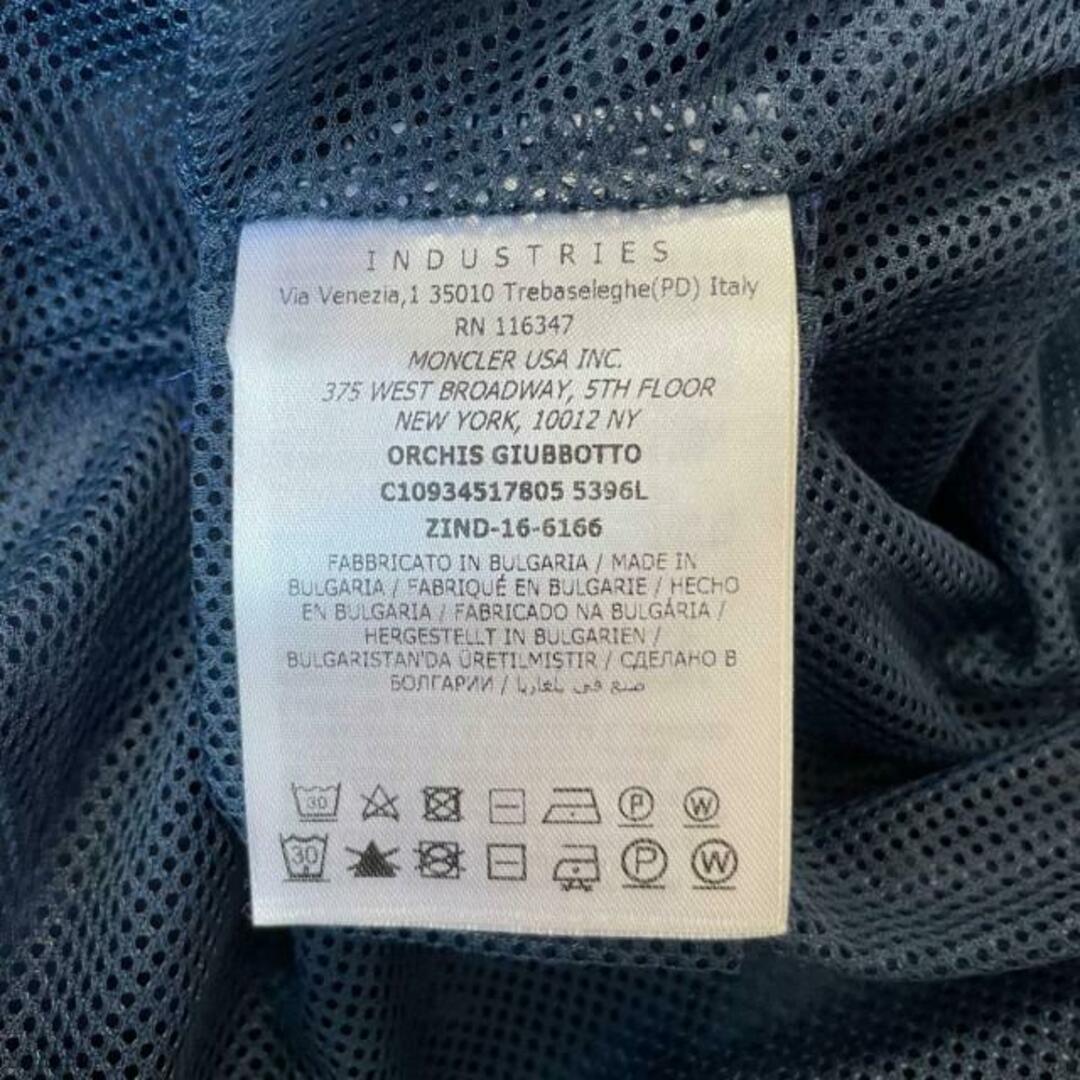 INDUSTRIES
Via Venezia,1 35010 Trebaseleghe(PD) Italy
RN 116347
MONCLER USA INC.
375 WEST BROADWAY, 5TH FLOOR
NEW YORK, 10012 NY
ORCHIS GIUBBOTTO
C10934517805 5396L
ZIND-16-6166
FABBRICATO IN BULGARIA / MADE IN
BULGARIA / FABRIQUÉ EN BULGARIE / HECHO
EN BULGARIA / FABRICADO NA BULGÁRIA /
HERGESTELLT IN BULGARIEN /
BULGARISTAN'DA ÜRETILMISTIR / СДЕЛАНО В
БОЛГАРИИ / صنع في بلغاريا
30 P W
30 P W